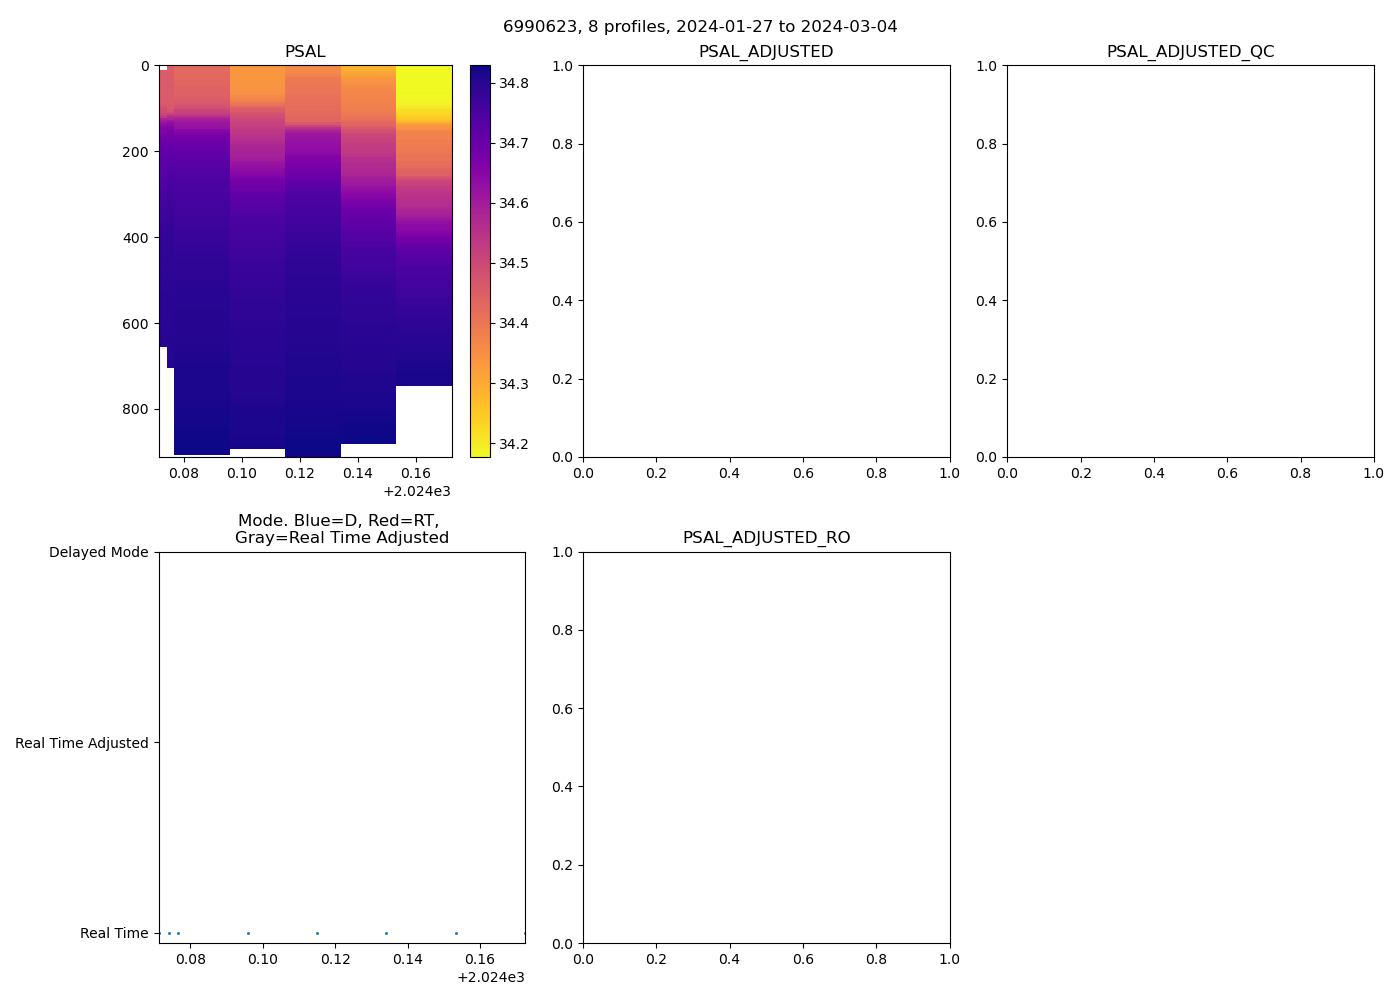 6990623, 8 profiles, 2024-01-27 to 2024-03-04
PSAL
0
200
400
600
800
0.08 0.10 0.12 0.14 0.16
+2.024e3
34.8
34.7
34.6
34.5
34.4
34.3
34.2
PSAL_ADJUSTED
1.0
0.8
0.6
0.4
0.2
0.0
0.0 0.2 0.4 0.6 0.8 1.0
PSAL_ADJUSTED_QC
1.0
0.8
0.6
0.4
0.2
0.0
0.0 0.2 0.4 0.6 0.8 1.0
Mode. Blue=D, Red=RT,
Gray=Real Time Adjusted
Delayed Mode
Real Time Adjusted
Real Time
0.08 0.10 0.12 0.14 0.16
+2.024e3
PSAL_ADJUSTED_RO
1.0
0.8
0.6
0.4
0.2
0.0
0.0 0.2 0.4 0.6 0.8 1.0